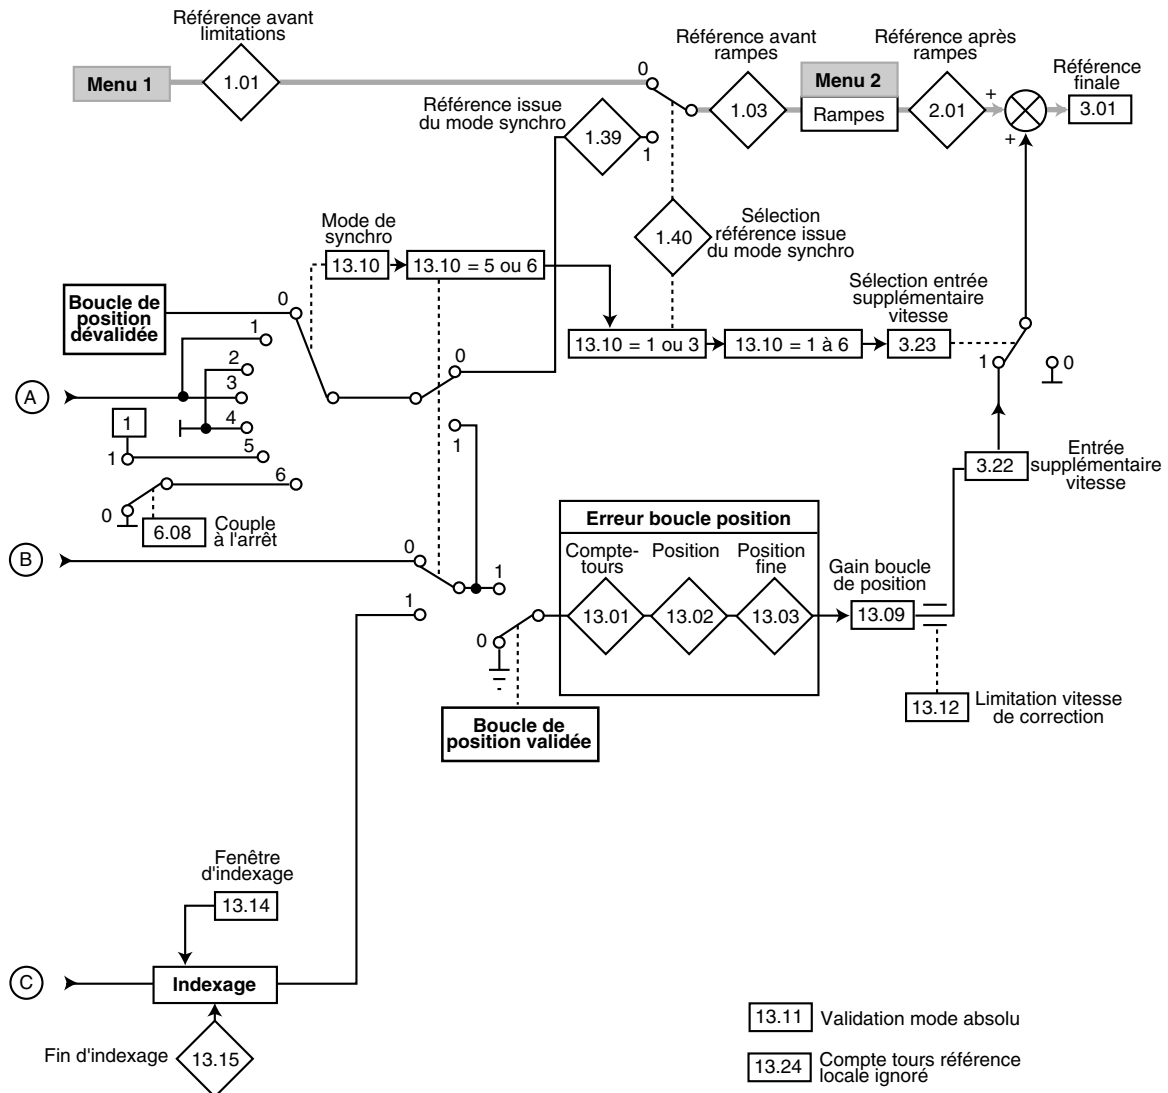 Référence avant
limitations
Menu 1
1.01
0
Référence avant
rampes
1.03
Menu 2
Rampes
Référence après
rampes
2.01
+
Référence
finale
3.01
+
Référence issue
du mode synchro
1.39
1
1.40
Sélection
référence issue
du mode synchro
Mode de
synchro
13.10
13.10 = 5 ou 6
Boucle de
position
dévalidée
0
1
2
3
4
5
6
A
1
1
0
6.08
Couple
à l'arrêt
0
1
13.10 = 1 ou 3
13.10 = 1 à 6
Sélection entrée
supplémentaire
vitesse
3.23
1
0
3.22
Entrée
supplémentaire
vitesse
B
0
1
1
0
Boucle de
position validée
Erreur boucle position
Compte-
tours
Position
Position
fine
13.01
13.02
13.03
Gain boucle
de position
13.09
13.12
Limitation vitesse
de correction
Fenêtre
d'indexage
13.14
C
Indexage
Fin d'indexage
13.15
13.11
Validation mode absolu
13.24
Compte tours référence
locale ignoré